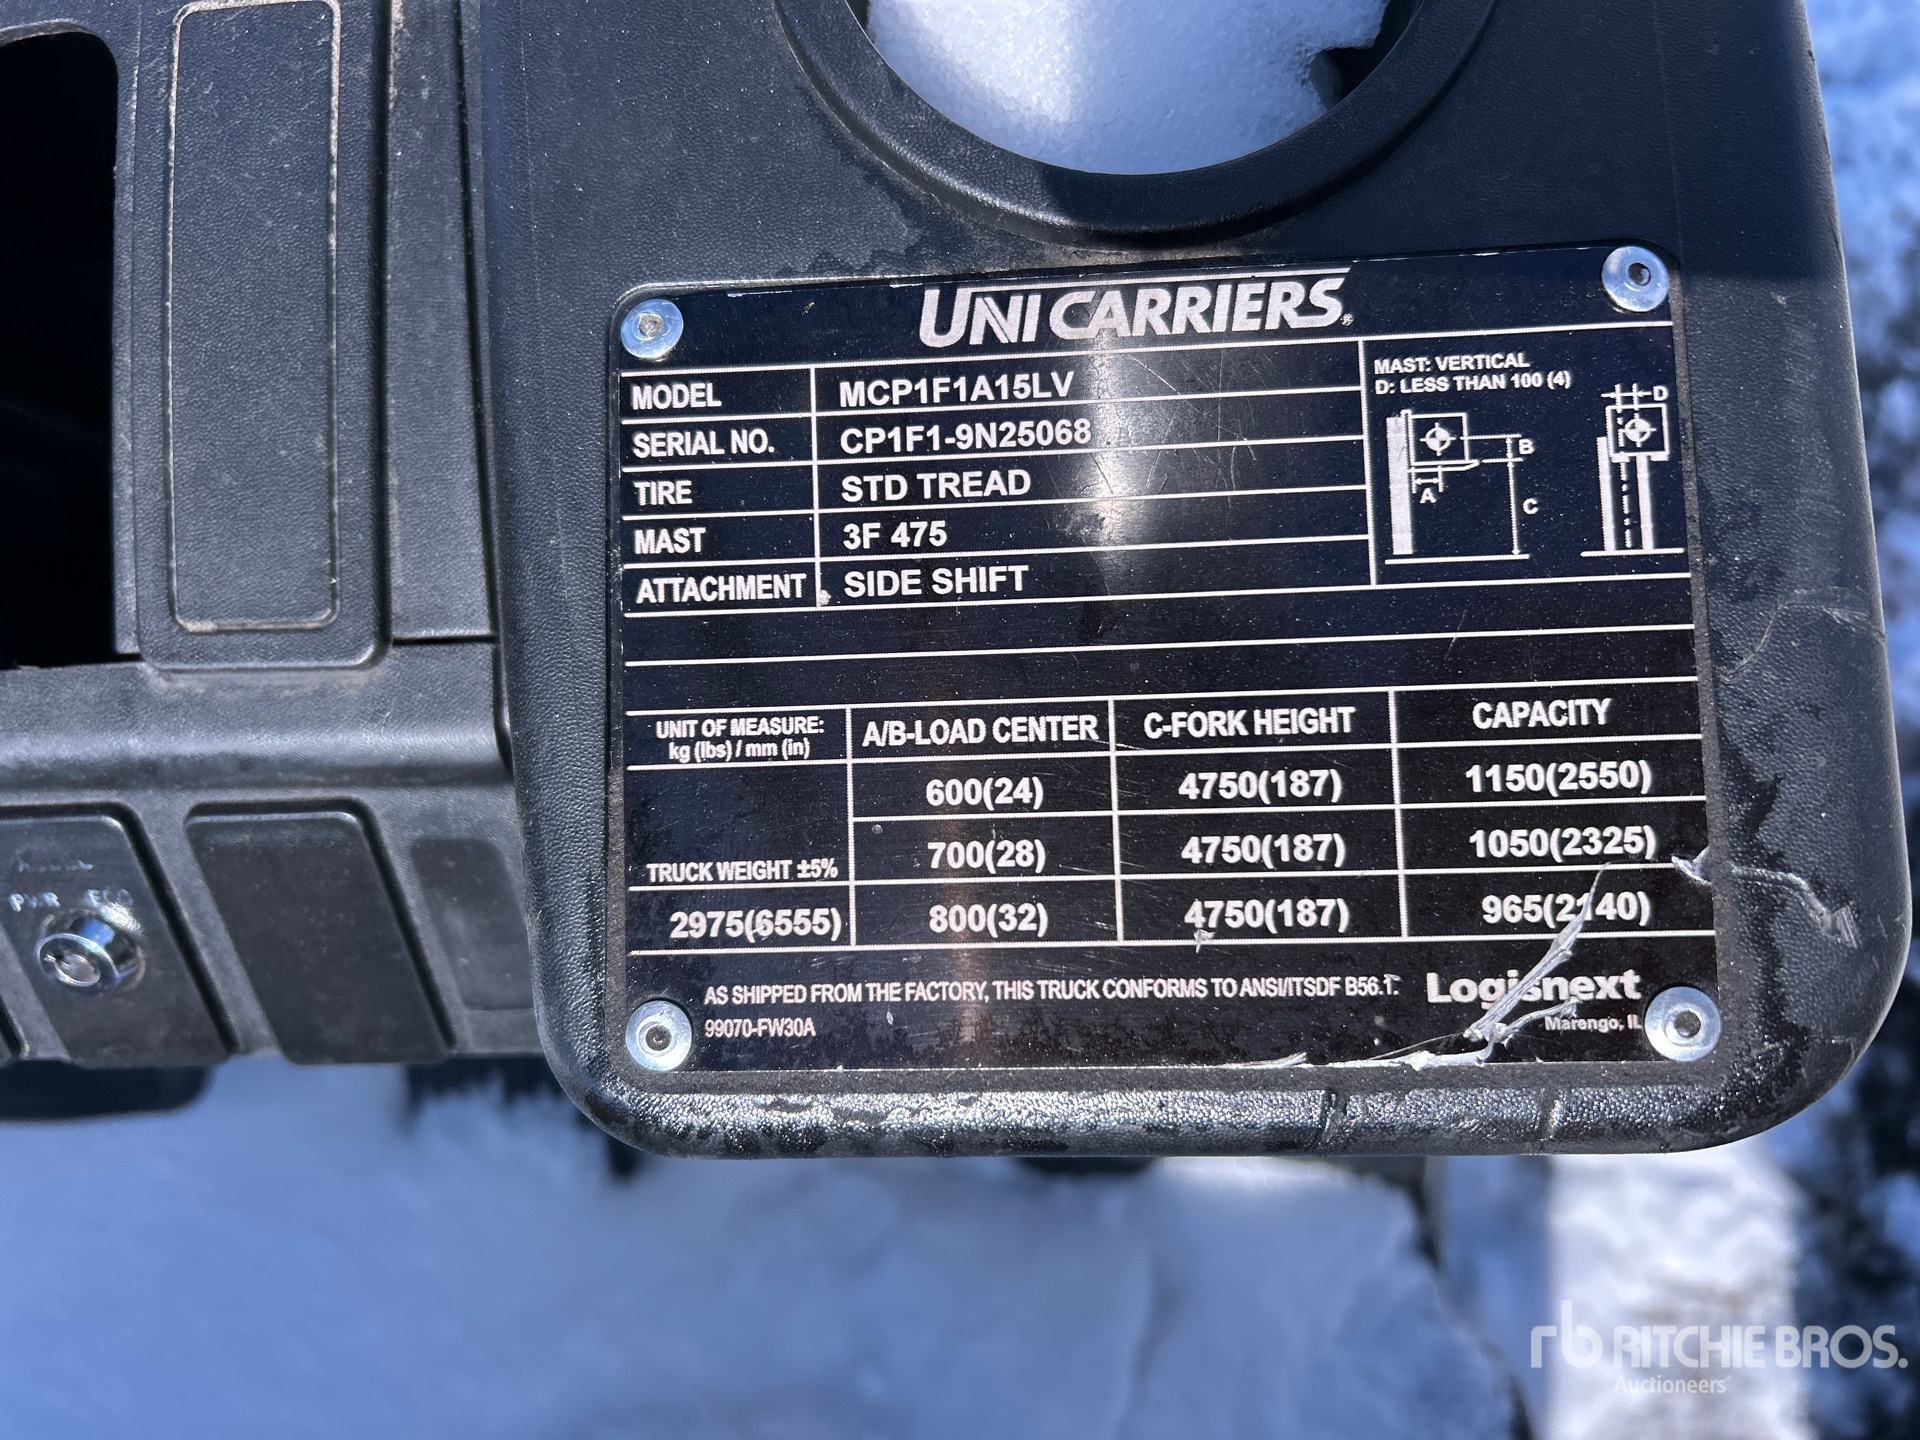 UNICARRIERS®
MODEL MCP1F1A15LV
SERIAL NO. CP1F1-9N25068
TIRE STD TREAD
MAST 3F 475
ATTACHMENT SIDE SHIFT
MAST: VERTICAL
D: LESS THAN 100 (4)
D
B
A
C
UNIT OF MEASURE:
kg (lbs) / mm (in)
A/B-LOAD CENTER C-FORK HEIGHT CAPACITY
600(24) 4750(187) 1150(2550)
700(28) 4750(187) 1050(2325)
TRUCK WEIGHT ±5%
2975(6555) 800(32) 4750(187) 965(2140)
AS SHIPPED FROM THE FACTORY, THIS TRUCK CONFORMS TO ANSI/ITSDF B56.1.
99070-FW30A
Logisnext
Marengo, IL
rb RITCHIE BROS.
Auctioneers